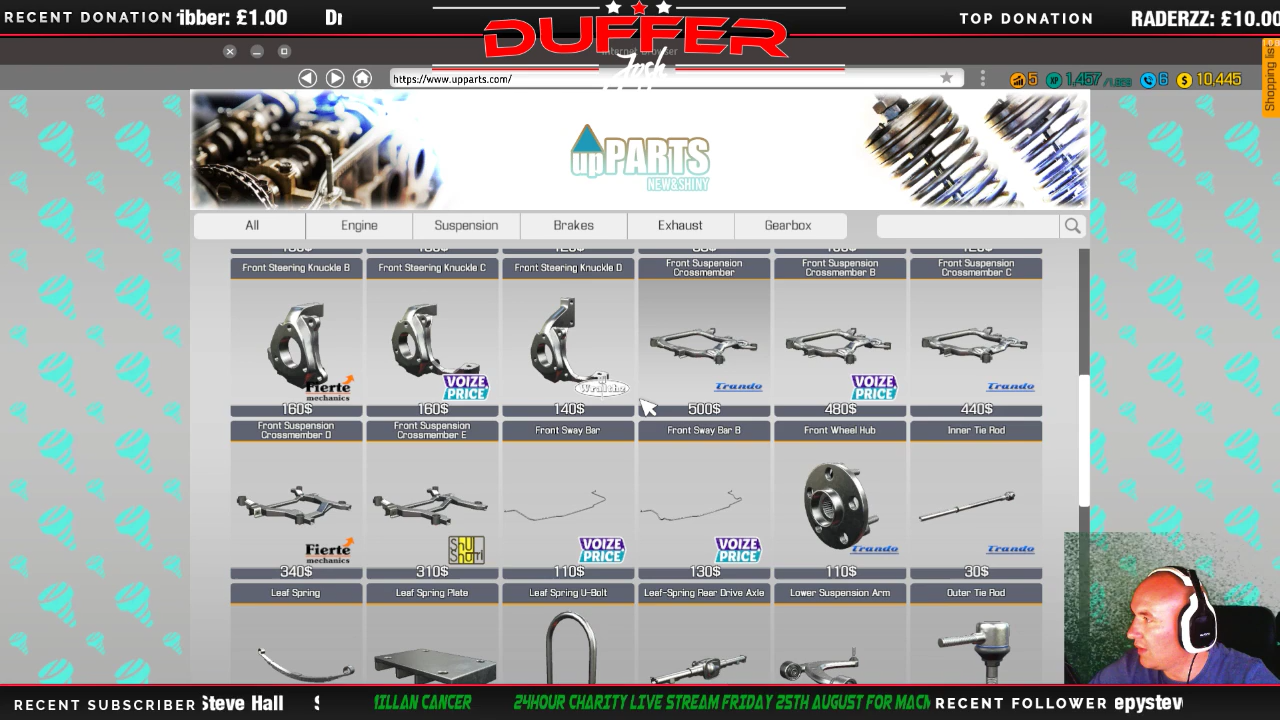 RECENT DONATION ibber: £1.00
DUFFER
Josh
TOP DONATION RADERZZ: £10.00
https://www.upparts.com/
5 1,457 6 10,445
Shopping list
upPARTS
NEW&SHINY
All Engine Suspension Brakes Exhaust Gearbox
Front Steering Knuckle B
Front Steering Knuckle C
Front Steering Knuckle D
Front Suspension
Crossmember
Front Suspension
Crossmember B
Front Suspension
Crossmember C
Fierte
mechanics
VOIZE
PRICE
Trando
VOIZE
PRICE
Trando
160$ 160$ 140$ 500$ 480$ 440$
Front Suspension
Crossmember D
Front Suspension
Crossmember E
Front Sway Bar
Front Sway Bar B
Front Wheel Hub
Inner Tie Rod
Fierte
mechanics
VOIZE
PRICE
VOIZE
PRICE
Trando
Trando
340$ 310$ 110$ 130$ 110$ 30$
Leaf Spring
Leaf Spring Plate
Leaf Spring U-Bolt
Leaf-Spring Rear Drive Axle
Lower Suspension Arm
Outer Tie Rod
RECENT SUBSCRIBER Steve Hall
MILLAN CANCER 24HOUR CHARITY LIVE STREAM FRIDAY 25TH AUGUST FOR MACM
RECENT FOLLOWER epystev